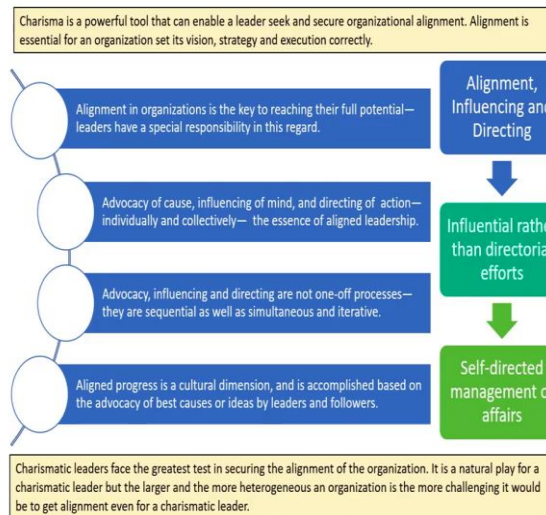 Charisma is a powerful tool that can enable a leader seek and secure organizational alignment. Alignment is
essential for an organization set its vision, strategy and execution correctly.
Alignment in organizations is the key to reaching their full potential—
leaders have a special responsibility in this regard.
Advocacy of cause, influencing of mind, and directing of action—
individually and collectively— the essence of aligned leadership.
Advocacy, influencing and directing are not one-off processes—
they are sequential as well as simultaneous and iterative.
Aligned progress is a cultural dimension, and is accomplished based on
the advocacy of best causes or ideas by leaders and followers.
Alignment,
Influencing and
Directing
Influential rather
than directorial
efforts
Self-directed
management of
affairs
Charismatic leaders face the greatest test in securing the alignment of the organization. It is a natural play for a
charismatic leader but the larger and the more heterogeneous an organization is the more challenging it would
be to get alignment even for a charismatic leader.